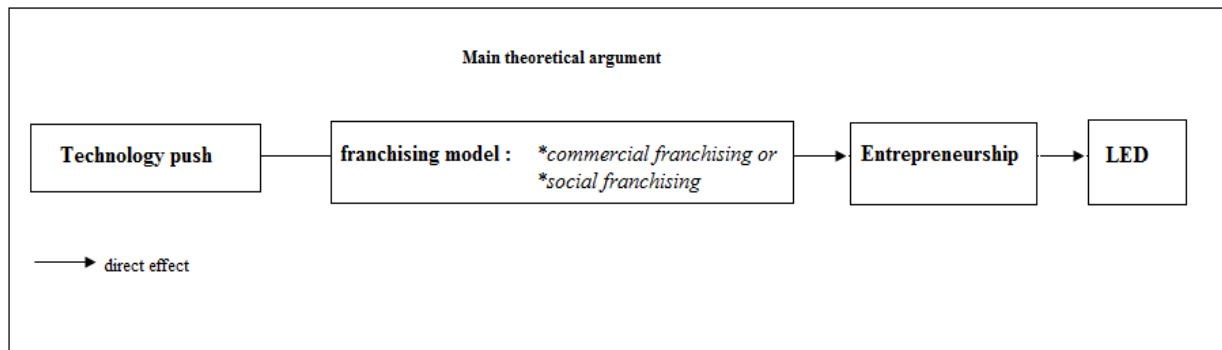 Main theoretical argument
Technology push
franchising model : *commercial franchising or
*social franchising
Entrepreneurship
LED
direct effect